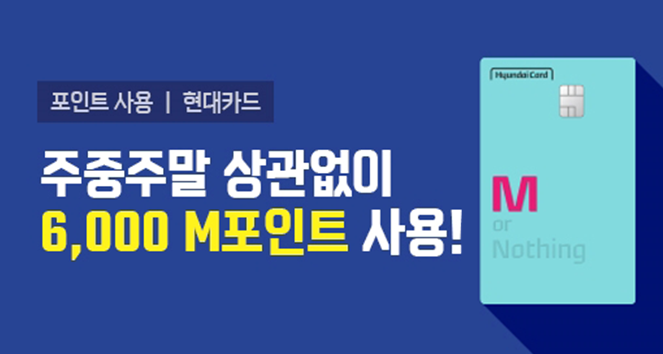 포인트 사용 | 현대카드
주중주말 상관없이
6,000 M포인트 사용!
Hyundai Card
M
or
Nothing